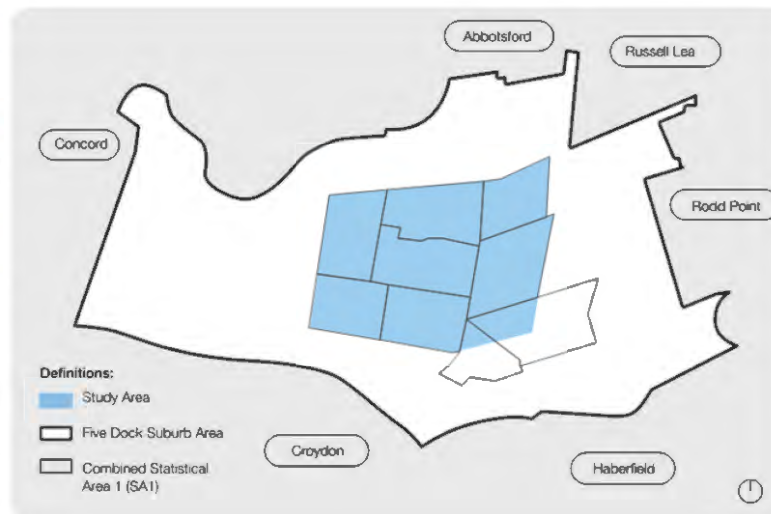 Abbotsford
Russell Lea
Concord
Rodd Point
Definitions:
Study Area
Five Dock Suburb Area
Combined Statistical
Area 1 (SA1)
Croydon
Haberfield